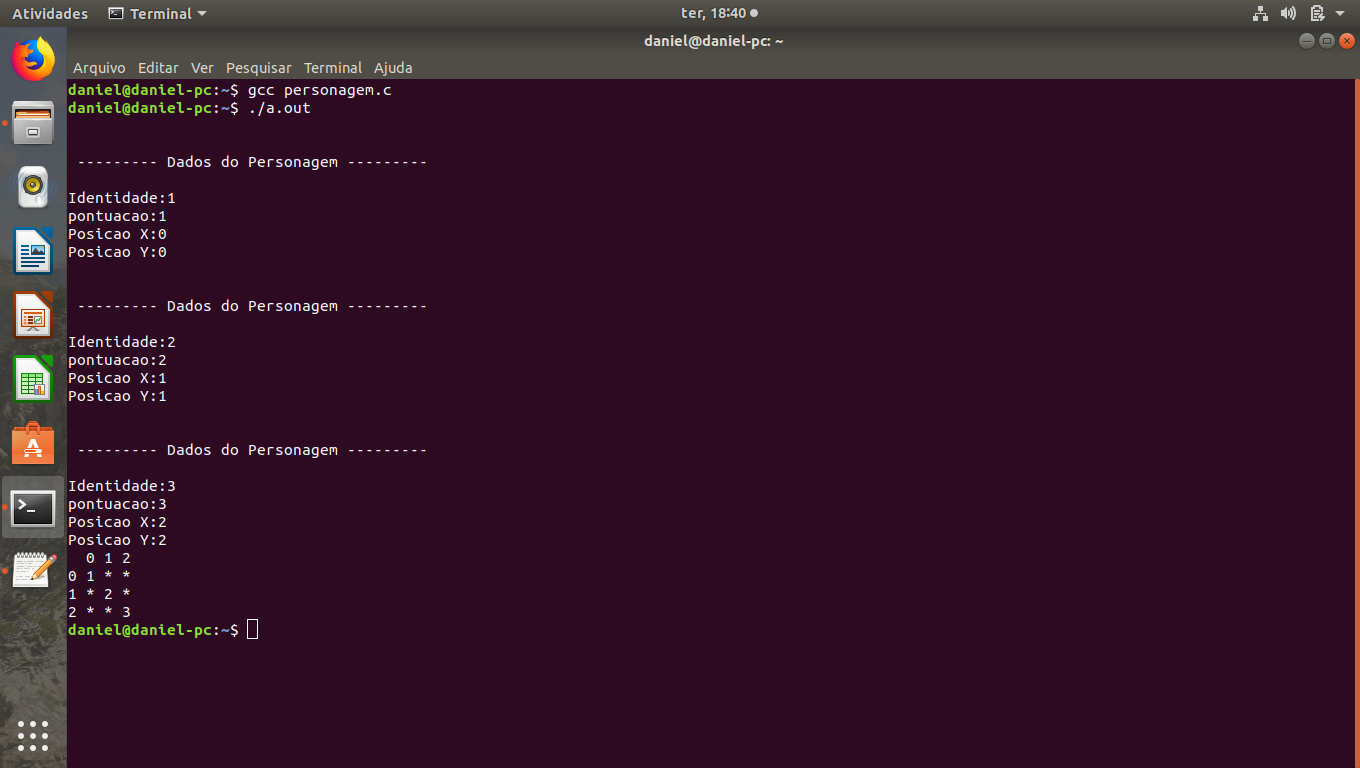 Atividades Terminal ter, 18:40
daniel@daniel-pc: ~
Arquivo Editar Ver Pesquisar Terminal Ajuda
daniel@daniel-pc:~$ gcc personagem.c
daniel@daniel-pc:~$ ./a.out
--------- Dados do Personagem ---------
Identidade:1
pontuacao:1
Posicao X:0
Posicao Y:0
--------- Dados do Personagem ---------
Identidade:2
pontuacao:2
Posicao X:1
Posicao Y:1
--------- Dados do Personagem ---------
Identidade:3
pontuacao:3
Posicao X:2
Posicao Y:2
  0 1 2
0 1 * *
1 * 2 *
2 * * 3
daniel@daniel-pc:~$